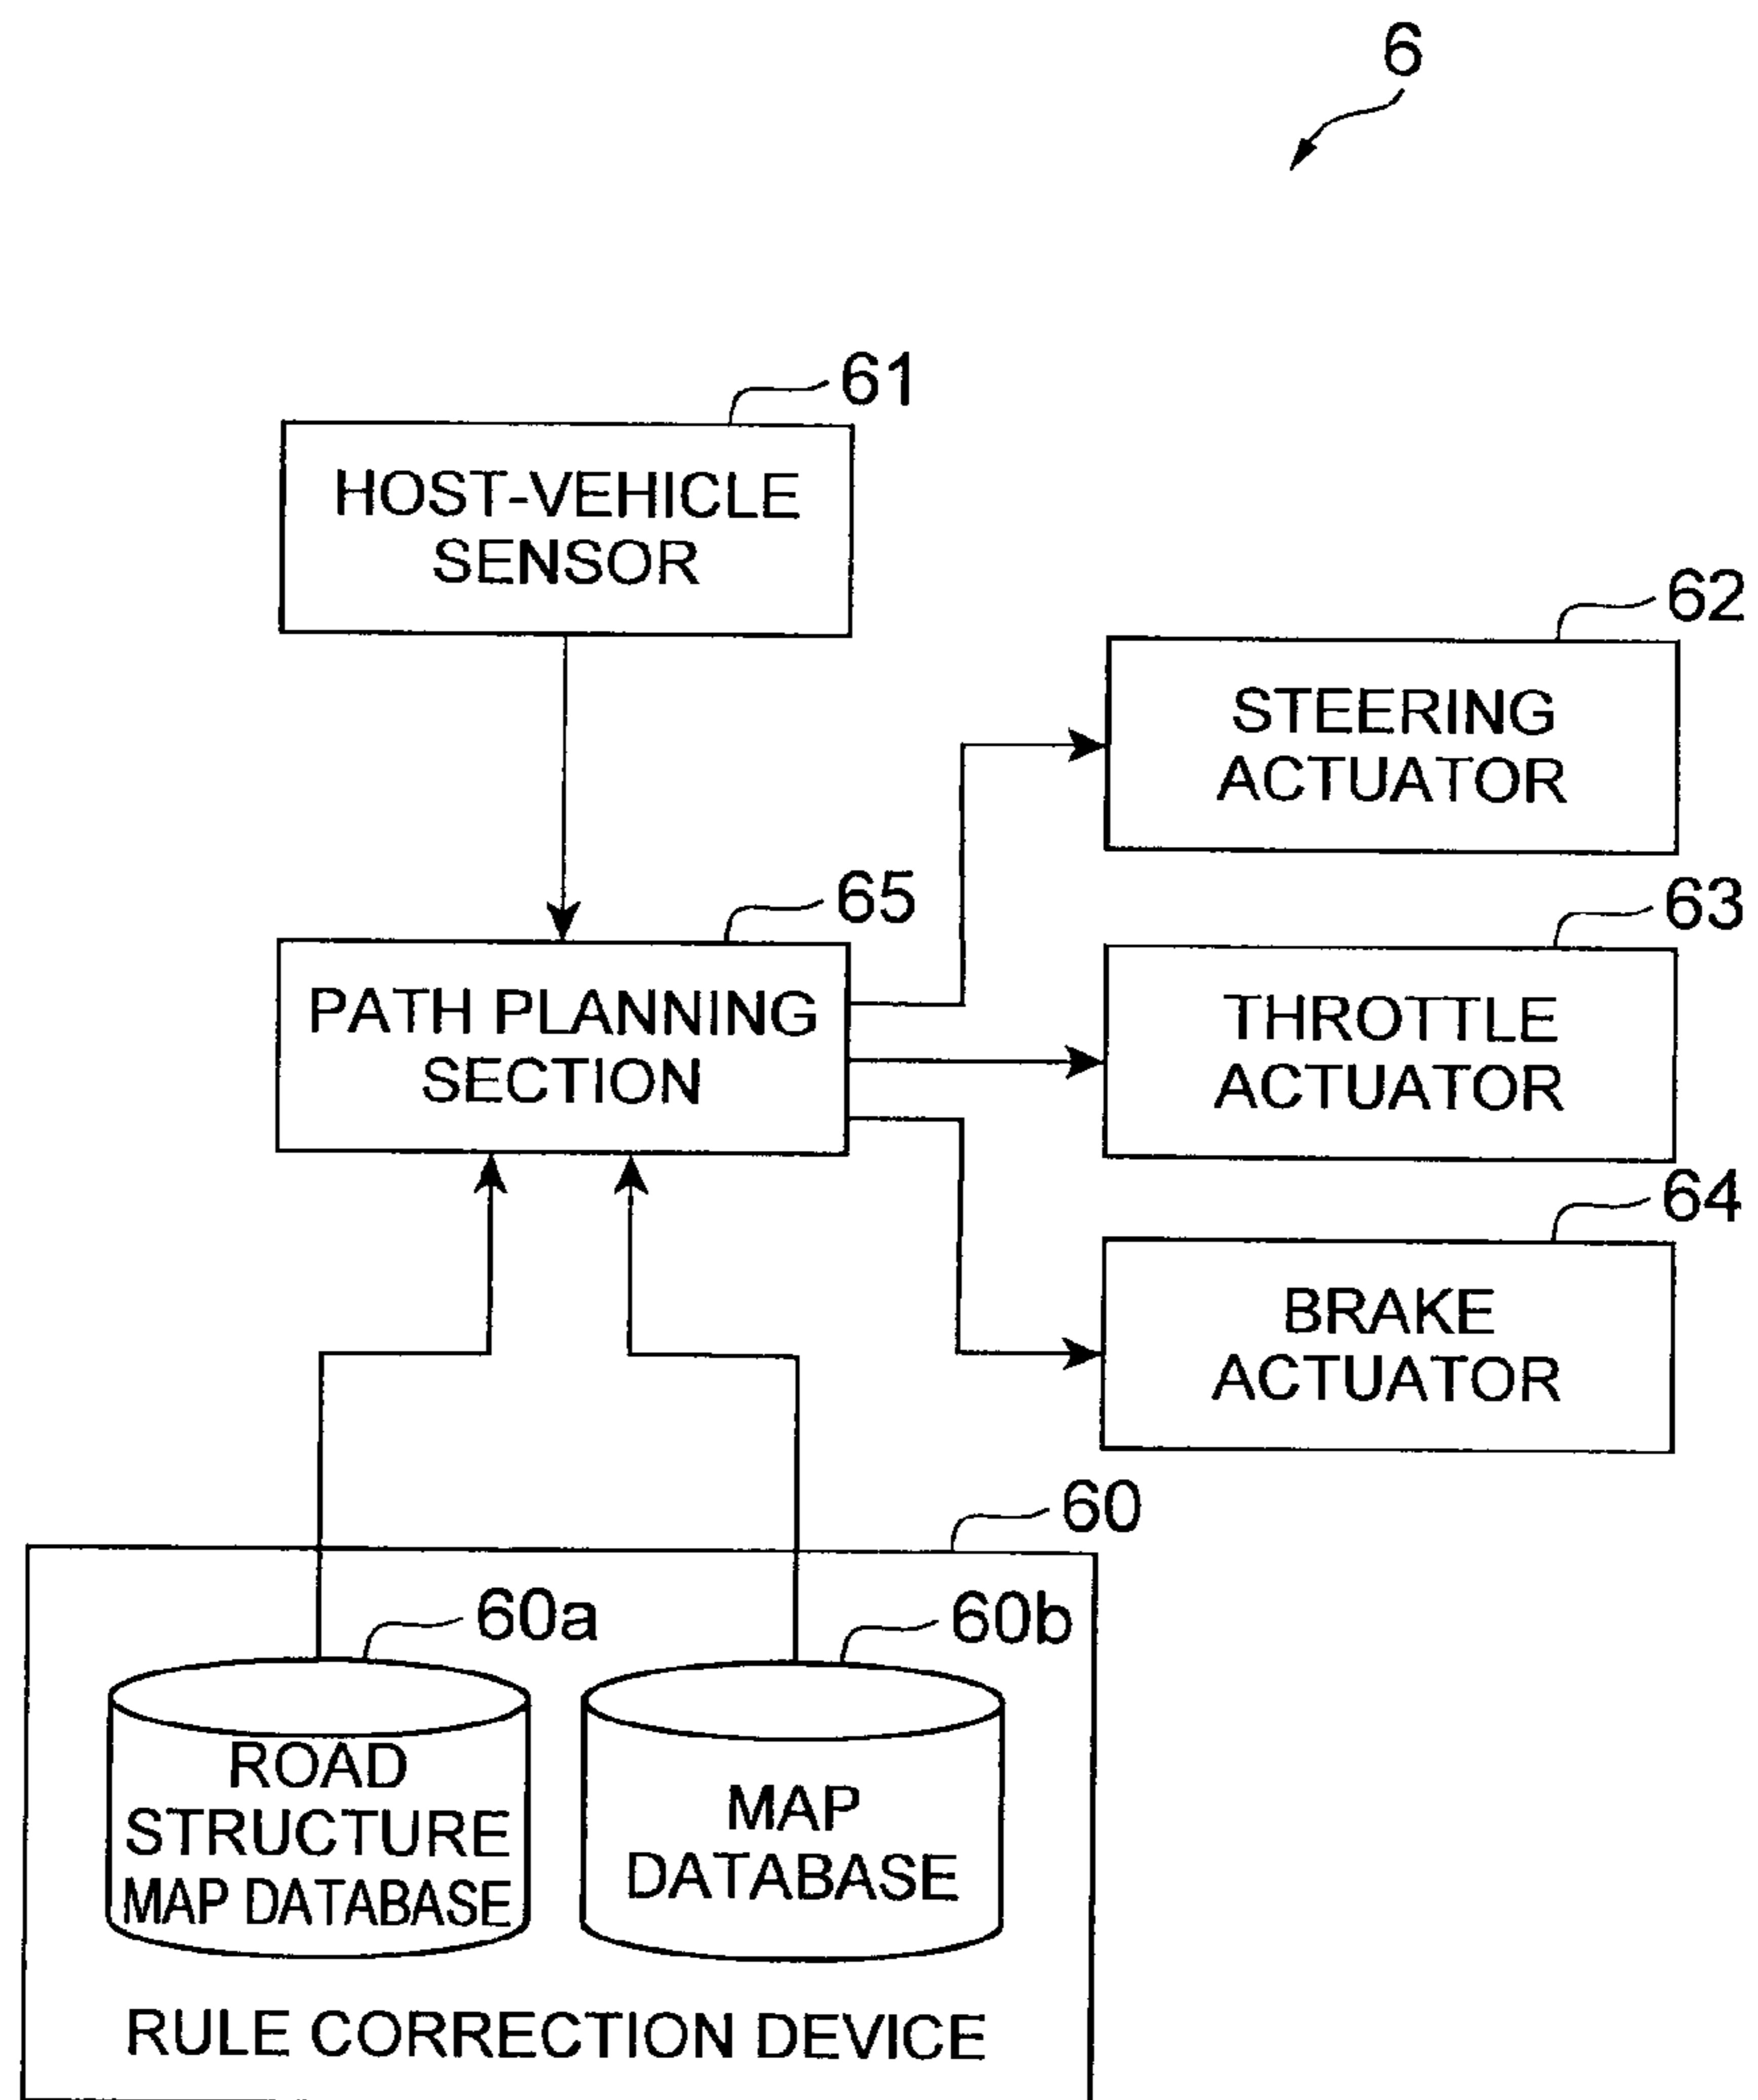 6
61
HOST-VEHICLE
SENSOR
62
STEERING
ACTUATOR
65
PATH PLANNING
SECTION
63
THROTTLE
ACTUATOR
64
BRAKE
ACTUATOR
60
60a
ROAD
STRUCTURE
MAP DATABASE
60b
MAP
DATABASE
RULE CORRECTION DEVICE